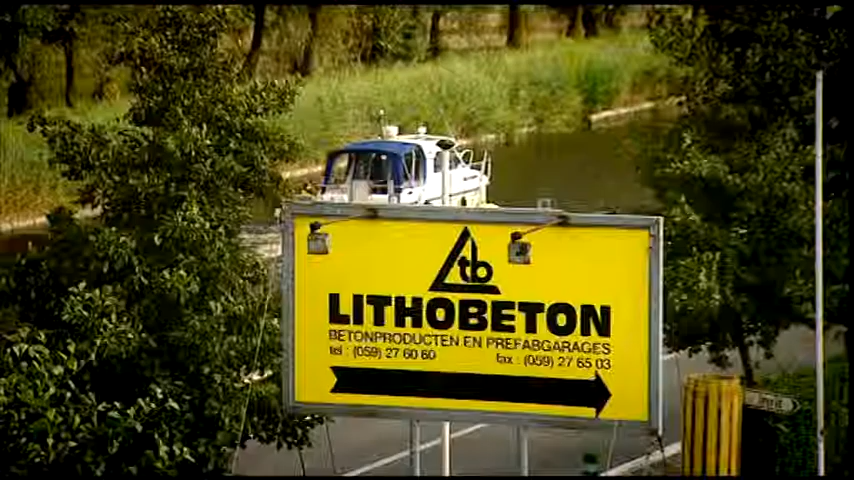 tb
LITHOBETON
BETONPRODUCTEN EN PREFABGARAGES
tel : (059) 27 60 60 fax : (059) 27 65 03